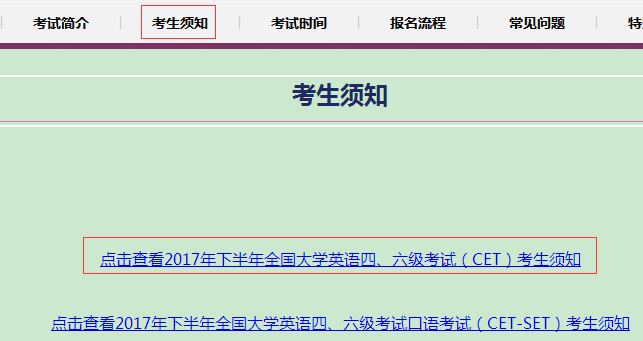 考试简介 | 考生须知 | 考试时间 | 报名流程 | 常见问题 | 特
考生须知
点击查看2017年下半年全国大学英语四、六级考试（CET）考生须知
点击查看2017年下半年全国大学英语四、六级考试口语考试（CET-SET）考生须知